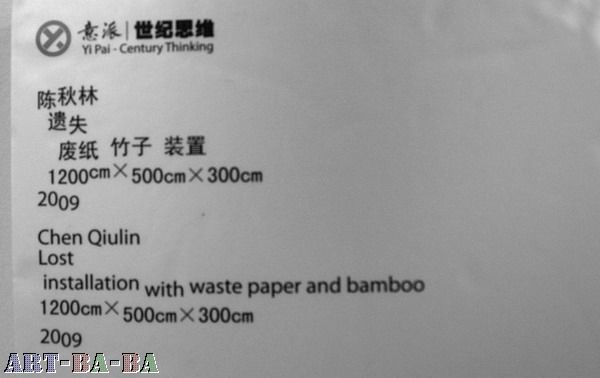 意派 | 世纪思维
Yi Pai - Century Thinking
陈秋林
遗失
废纸 竹子 装置
1200cm×500cm×300cm
2009
Chen Qiulin
Lost
installation with waste paper and bamboo
1200cm×500cm×300cm
2009
ART-BA-BA